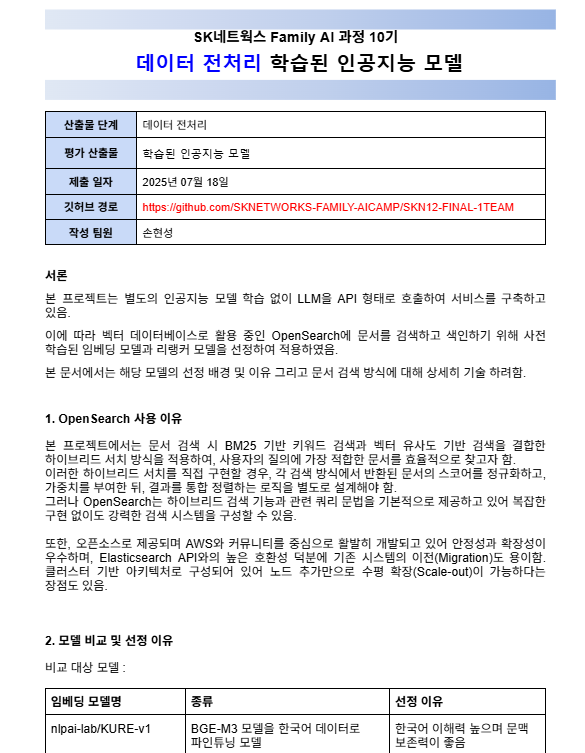 SK네트웍스 Family AI 과정 10기
데이터 전처리 학습된 인공지능 모델
산출물 단계 데이터 전처리
평가 산출물 학습된 인공지능 모델
제출 일자 2025년 07월 18일
깃허브 경로 https://github.com/SKNETWORKS-FAMILY-AICAMP/SKN12-FINAL-1TEAM
작성 팀원 손현성
서론
본 프로젝트는 별도의 인공지능 모델 학습 없이 LLM을 API 형태로 호출하여 서비스를 구축하고
있음.
이에 따라 벡터 데이터베이스로 활용 중인 OpenSearch에 문서를 검색하고 색인하기 위해 사전
학습된 임베딩 모델과 리랭커 모델을 선정하여 적용하였음.
본 문서에서는 해당 모델의 선정 배경 및 이유 그리고 문서 검색 방식에 대해 상세히 기술 하려함.
1. OpenSearch 사용 이유
본 프로젝트에서는 문서 검색 시 BM25 기반 키워드 검색과 벡터 유사도 기반 검색을 결합한
하이브리드 서치 방식을 적용하여, 사용자의 질의에 가장 적합한 문서를 효율적으로 찾고자 함.
이러한 하이브리드 서치를 직접 구현할 경우, 각 검색 방식에서 반환된 문서의 스코어를 정규화하고,
가중치를 부여한 뒤, 결과를 통합 정렬하는 로직을 별도로 설계해야 함.
그러나 OpenSearch는 하이브리드 검색 기능과 관련 쿼리 문법을 기본적으로 제공하고 있어 복잡한
구현 없이도 강력한 검색 시스템을 구성할 수 있음.
또한, 오픈소스로 제공되며 AWS와 커뮤니티를 중심으로 활발히 개발되고 있어 안정성과 확장성이
우수하며, Elasticsearch API와의 높은 호환성 덕분에 기존 시스템의 이전(Migration)도 용이함.
클러스터 기반 아키텍처로 구성되어 있어 노드 추가만으로 수평 확장(Scale-out)이 가능하다는
장점도 있음.
2. 모델 비교 및 선정 이유
비교 대상 모델 :
임베딩 모델명 종류 선정 이유
nlpai-lab/KURE-v1 BGE-M3 모델을 한국어 데이터로 한국어 이해력 높으며 문맥
파인튜닝 모델 보존력이 좋음